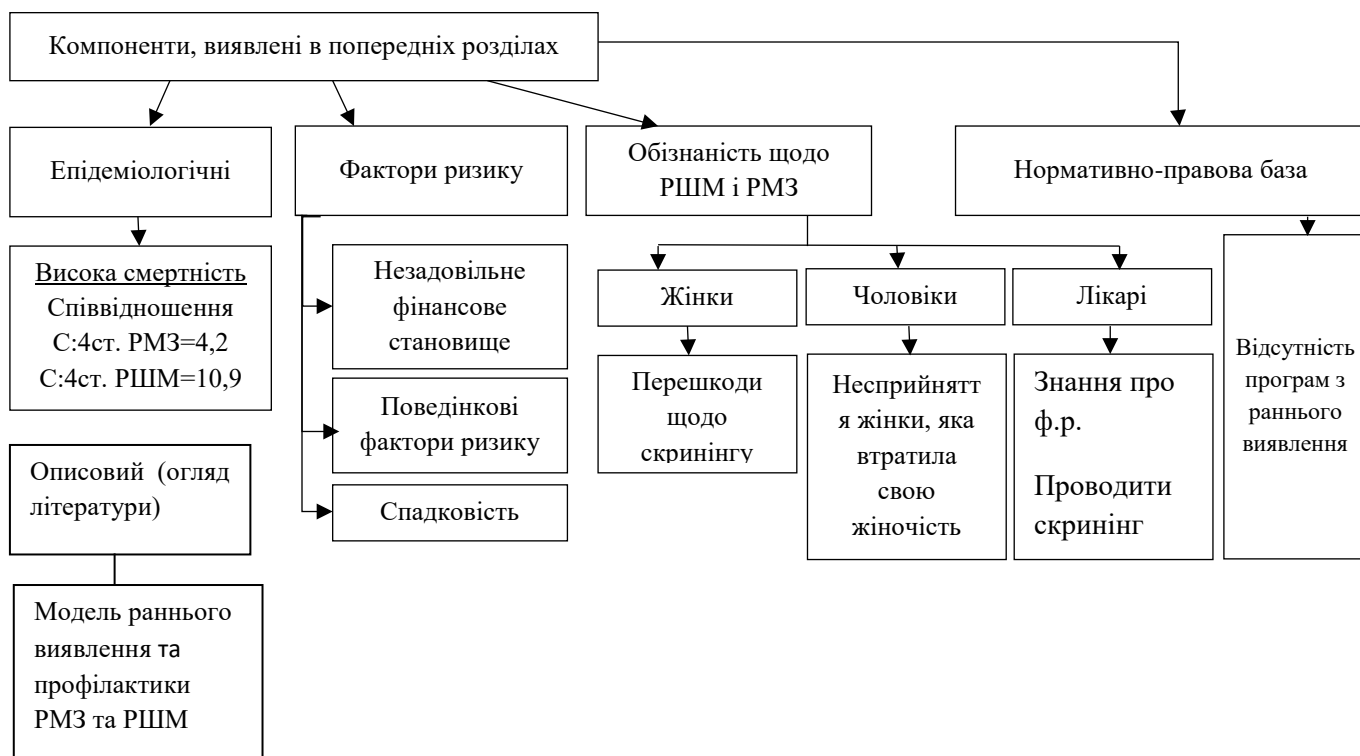 Компоненти, виявлені в попередніх розділах
Епідеміологічні
Фактори ризику
Обізнаність щодо
РШМ і РМЗ
Нормативно-правова база
Висока смертність
Співвідношення
С:4ст. РМЗ=4,2
С:4ст. РШМ=10,9
Незадовільне
фінансове
становище
Поведінкові
фактори ризику
Спадковість
Жінки
Чоловіки
Лікарі
Перешкоди
щодо
скринінгу
Несприйнятт
я жінки, яка
втратила
свою
жіночість
Знання про
ф.р.
Проводити
скринінг
Відсутність
програм з
раннього
виявлення
Описовий (огляд
літератури)
Модель раннього
виявлення та
профілактики
РМЗ та РШМ